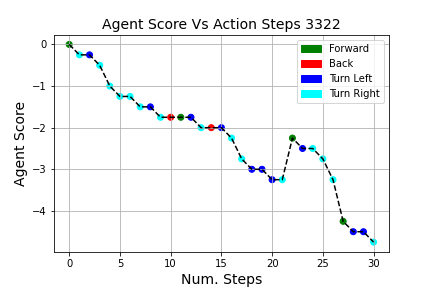 Agent Score Vs Action Steps 3322
Forward
Back
Turn Left
Turn Right
Agent Score
0
−1
−2
−3
−4
0 5 10 15 20 25 30
Num. Steps